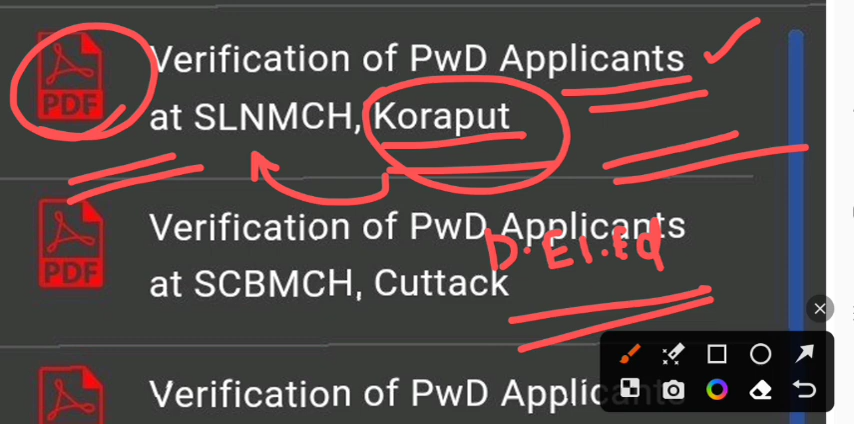 PDF
Verification of PwD Applicants
at SLNMCH, Koraput
PDF
Verification of PwD Applicants
at SCBMCH, Cuttack
D.El.Ed
Verification of PwD Applicants